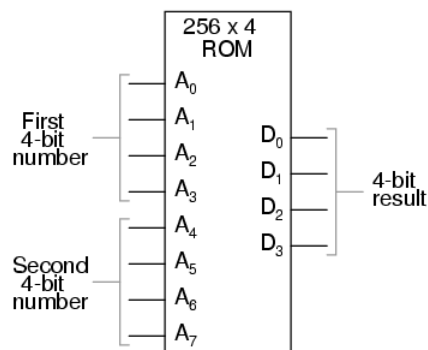 256 x 4
ROM
First
4-bit
number
A0
A1
A2
A3
Second
4-bit
number
A4
A5
A6
A7
D0
D1
D2
D3
4-bit
result